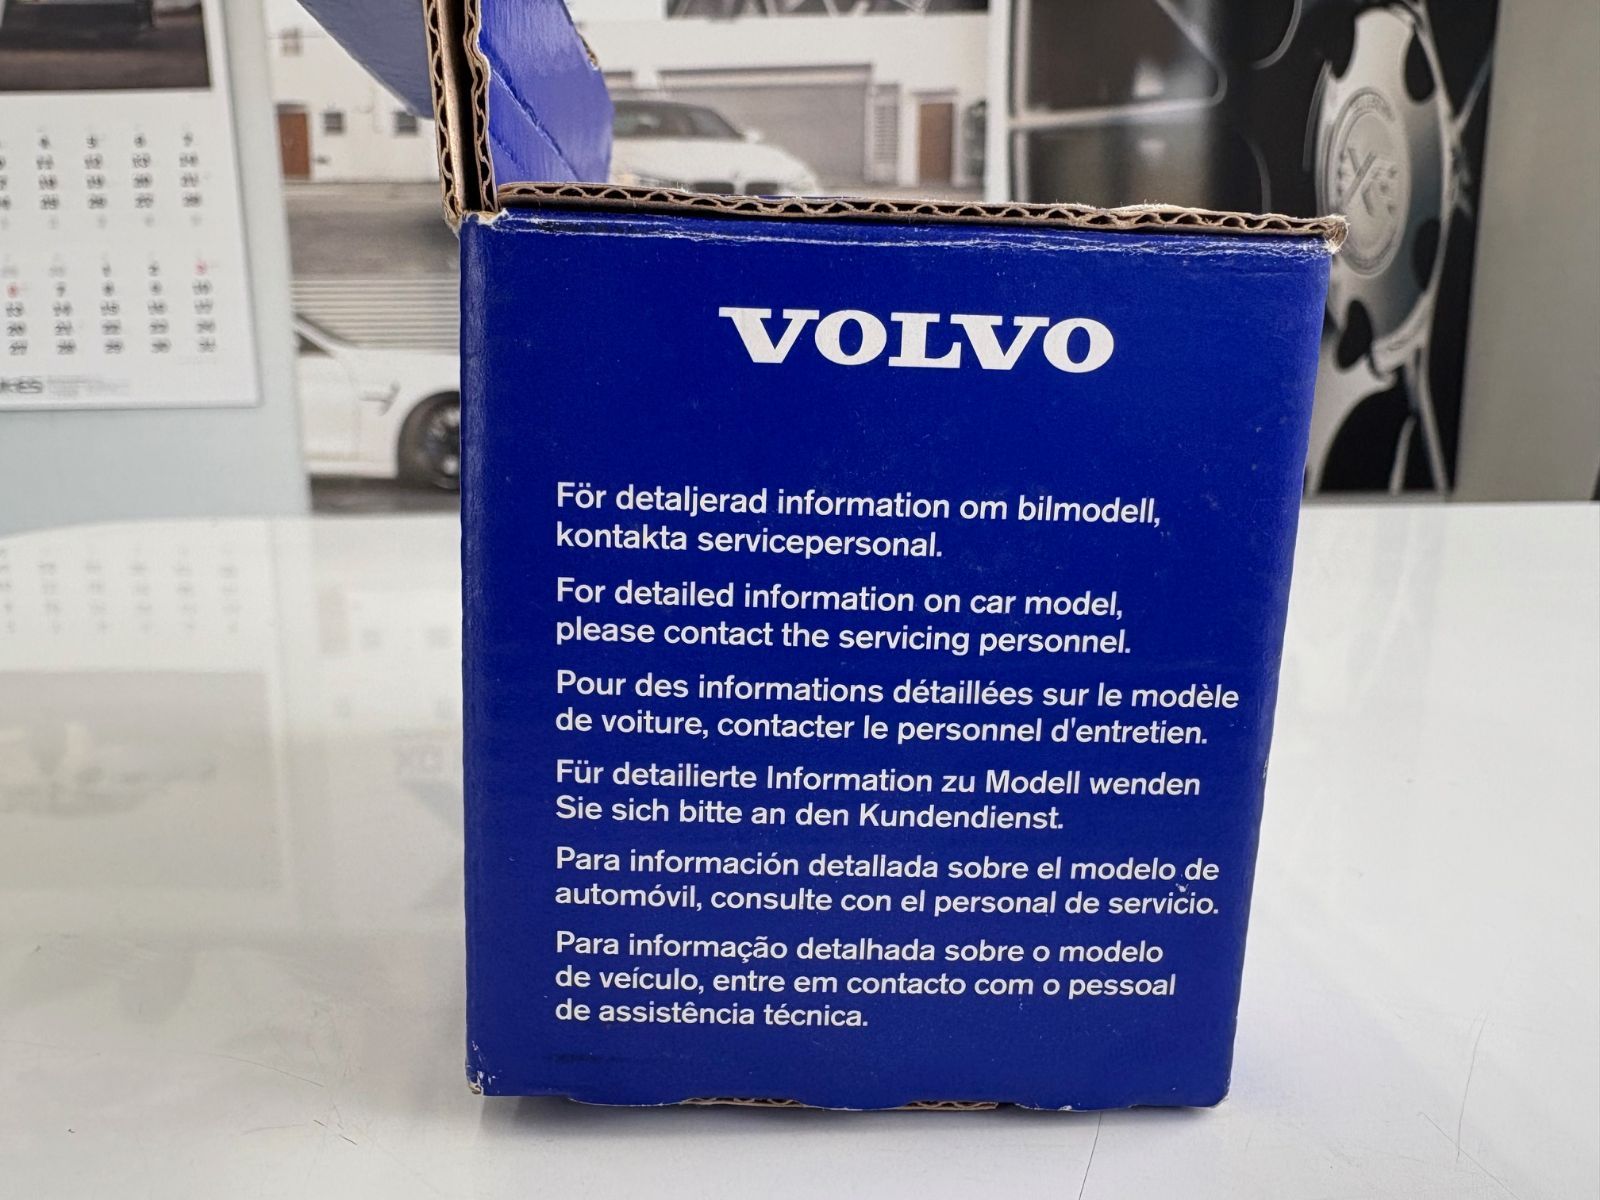 VOLVO
För detaljerad information om bilmodell,
kontakta servicepersonal.
For detailed information on car model,
please contact the servicing personnel.
Pour des informations détaillées sur le modèle
de voiture, contacter le personnel d'entretien.
Für detailierte Information zu Modell wenden
Sie sich bitte an den Kundendienst.
Para información detallada sobre el modelo de
automóvil, consulte con el personal de servicio.
Para informação detalhada sobre o modelo
de veículo, entre em contacto com o pessoal
de assistência técnica.